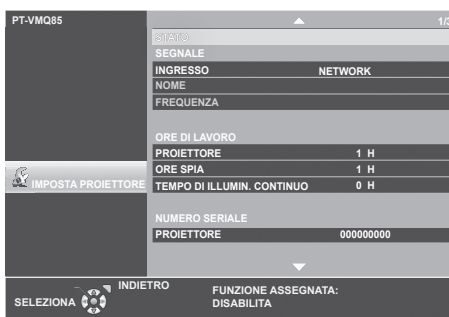 PT-VMQ85
1/3
STATO
SEGNALE
INGRESSO NETWORK
NOME
FREQUENZA
ORE DI LAVORO
PROIETTORE 1 H
ORE SPIA 1 H
TEMPO DI ILLUMIN. CONTINUO 0 H
IMPOSTA PROIETTORE
NUMERO SERIALE
PROIETTORE 000000000
INDIETRO
SELEZIONA
FUNZIONE ASSEGNATA:
DISABILITA